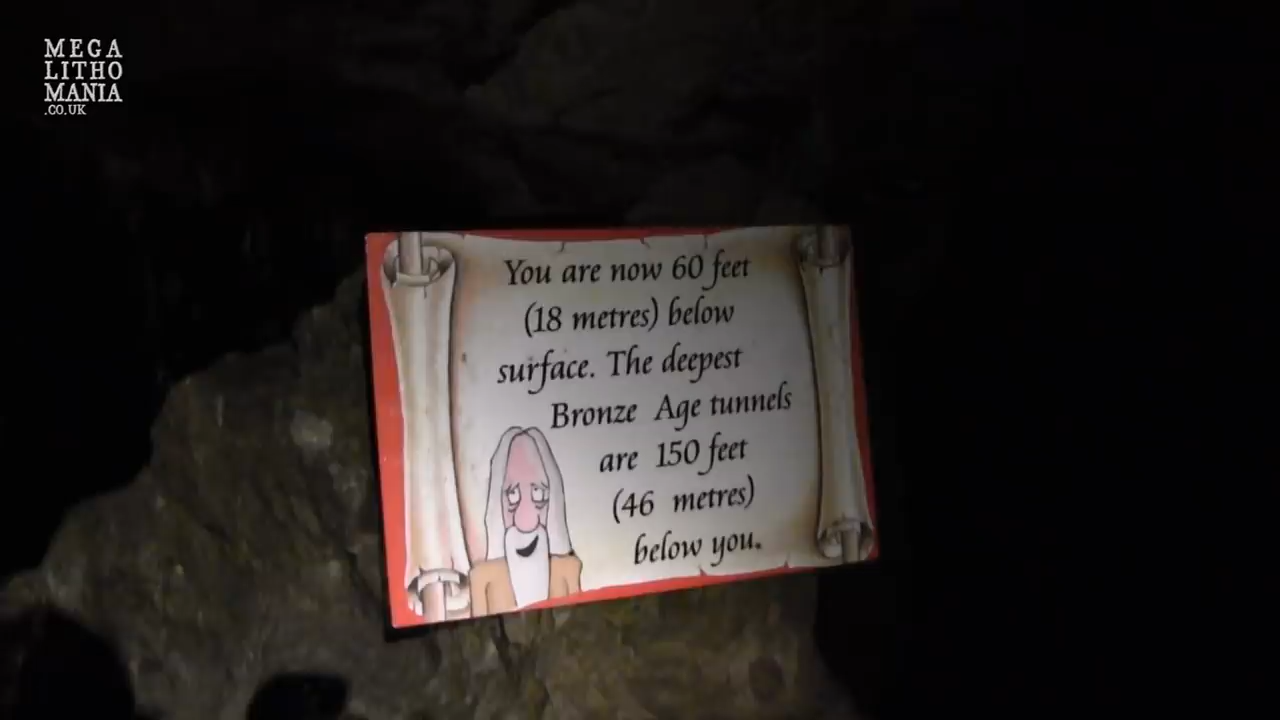 MEGA
LITHO
MANIA
.CO.UK
You are now 60 feet
(18 metres) below
surface. The deepest
Bronze Age tunnels
are 150 feet
(46 metres)
below you.